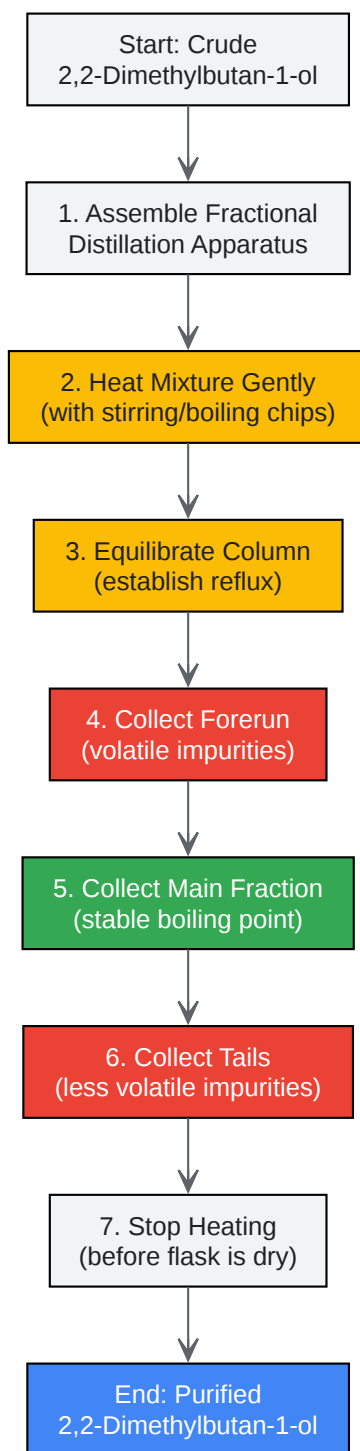 Start: Crude
2,2-Dimethylbutan-1-ol
1. Assemble Fractional
Distillation Apparatus
2. Heat Mixture Gently
(with stirring/boiling chips)
3. Equilibrate Column
(establish reflux)
4. Collect Forerun
(volatile impurities)
5. Collect Main Fraction
(stable boiling point)
6. Collect Tails
(less volatile impurities)
7. Stop Heating
(before flask is dry)
End: Purified
2,2-Dimethylbutan-1-ol